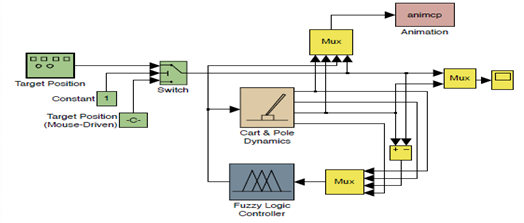 animcp
Animation
Mux
Target Position
Switch
Mux
Constant
1
Target Position
(Mouse-Driven)
-C-
Cart & Pole
Dynamics
+ -
Mux
Fuzzy Logic
Controller